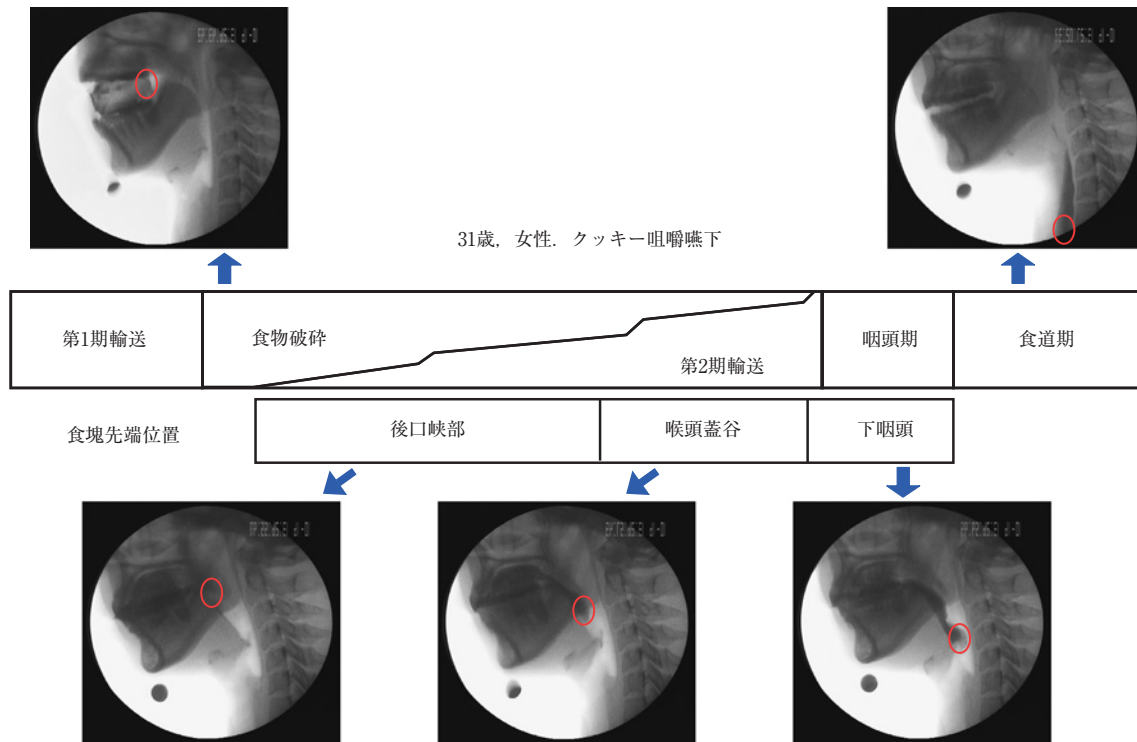 31歳，女性．クッキー咀嚼嚥下
第1期輸送
食物破砕
第2期輸送
咽頭期
食道期
食塊先端位置
後口峡部
喉頭蓋谷
下咽頭